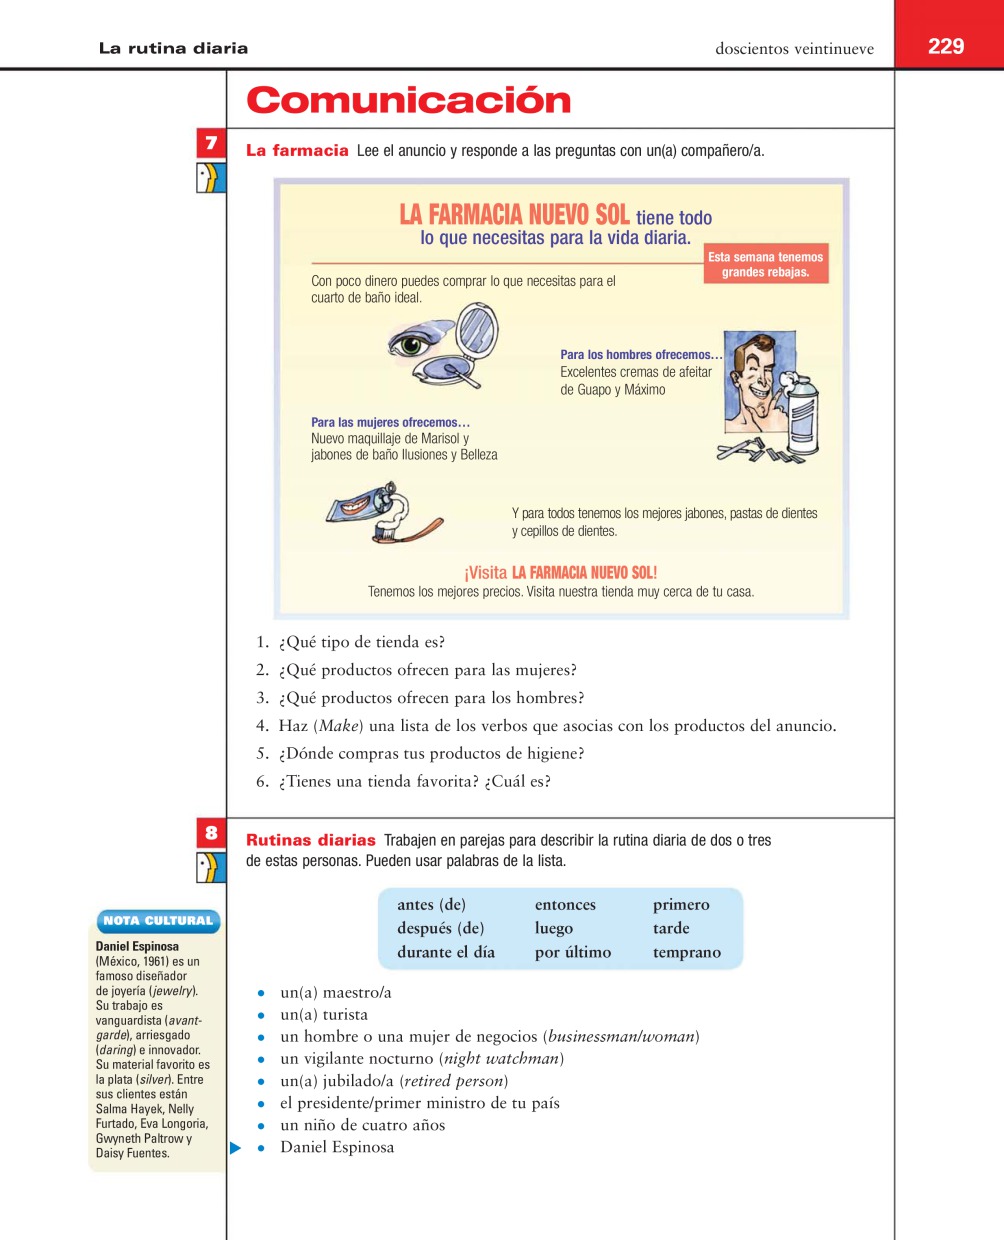 La rutina diaria
doscientos veintinueve
229
Comunicación
7
La farmacia Lee el anuncio y responde a las preguntas con un(a) compañero/a.
LA FARMACIA NUEVO SOL tiene todo
lo que necesitas para la vida diaria.
Esta semana tenemos
grandes rebajas.
Con poco dinero puedes comprar lo que necesitas para el
cuarto de baño ideal.
Para los hombres ofrecemos…
Excelentes cremas de afeitar
de Guapo y Máximo
Para las mujeres ofrecemos…
Nuevo maquillaje de Marisol y
jabones de baño Ilusiones y Belleza
Y para todos tenemos los mejores jabones, pastas de dientes
y cepillos de dientes.
¡Visita LA FARMACIA NUEVO SOL!
Tenemos los mejores precios. Visita nuestra tienda muy cerca de tu casa.
1. ¿Qué tipo de tienda es?
2. ¿Qué productos ofrecen para las mujeres?
3. ¿Qué productos ofrecen para los hombres?
4. Haz (Make) una lista de los verbos que asocias con los productos del anuncio.
5. ¿Dónde compras tus productos de higiene?
6. ¿Tienes una tienda favorita? ¿Cuál es?
8
Rutinas diarias Trabajen en parejas para describir la rutina diaria de dos o tres
de estas personas. Pueden usar palabras de la lista.
antes (de) entonces primero
después (de) luego tarde
durante el día por último temprano
• un(a) maestro/a
• un(a) turista
• un hombre o una mujer de negocios (businessman/woman)
• un vigilante nocturno (night watchman)
• un(a) jubilado/a (retired person)
• el presidente/primer ministro de tu país
• un niño de cuatro años
• Daniel Espinosa
NOTA CULTURAL
Daniel Espinosa
(México, 1961) es un
famoso diseñador
de joyería (jewelry).
Su trabajo es
vanguardista (avant-
garde), arriesgado
(daring) e innovador.
Su material favorito es
la plata (silver). Entre
sus clientes están
Salma Hayek, Nelly
Furtado, Eva Longoria,
Gwyneth Paltrow y
Daisy Fuentes.